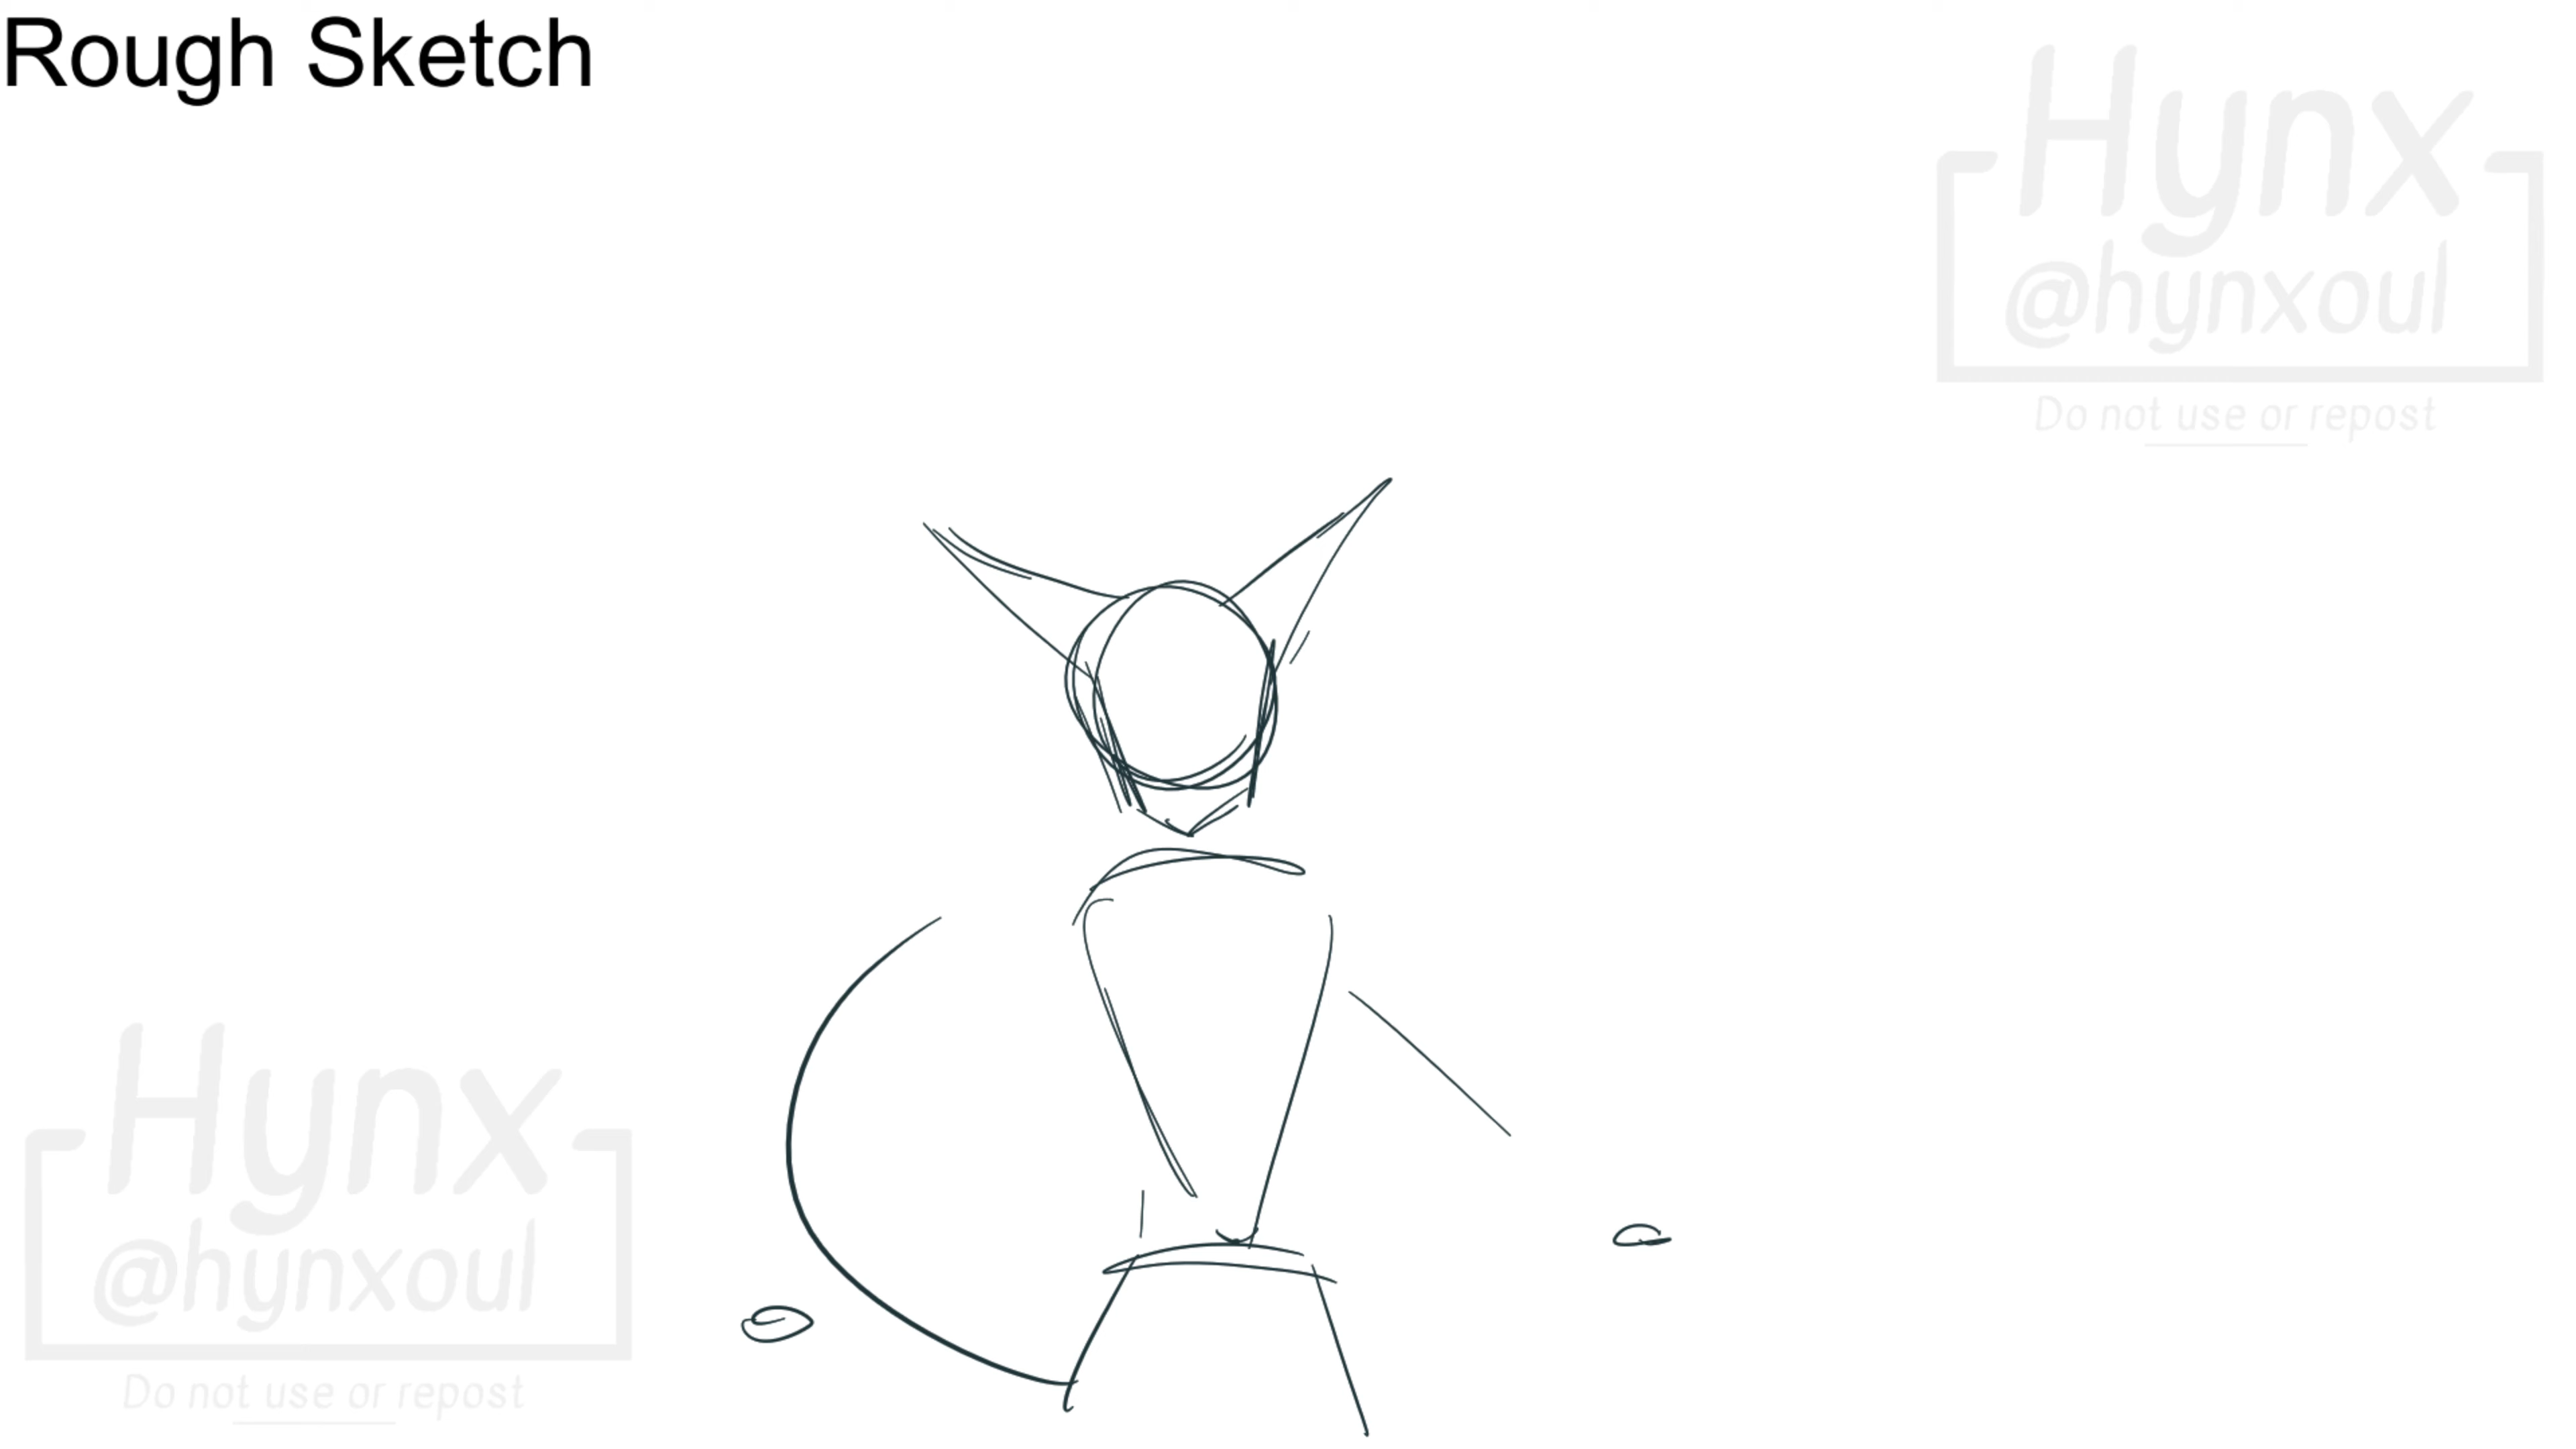 Rough Sketch
Hynx
@hynxoul
Do not use or repost
Hynx
@hynxoul
Do not use or repost